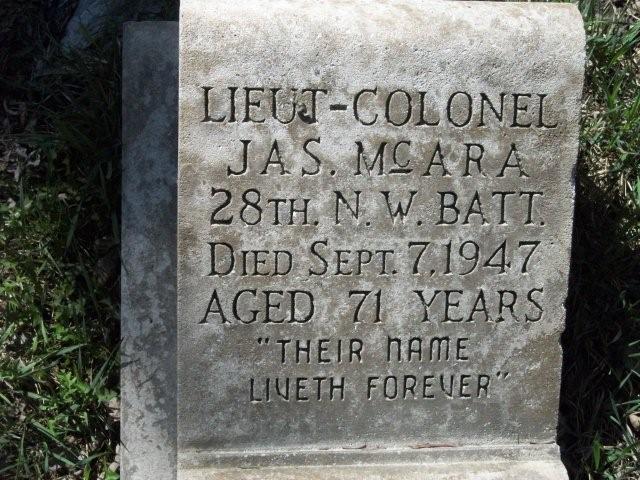 LIEUT-COLONEL
JAS. McARA
28TH. N. W. BATT.
DIED SEPT. 7, 1947
AGED 71 YEARS
"THEIR NAME
LIVETH FOREVER"